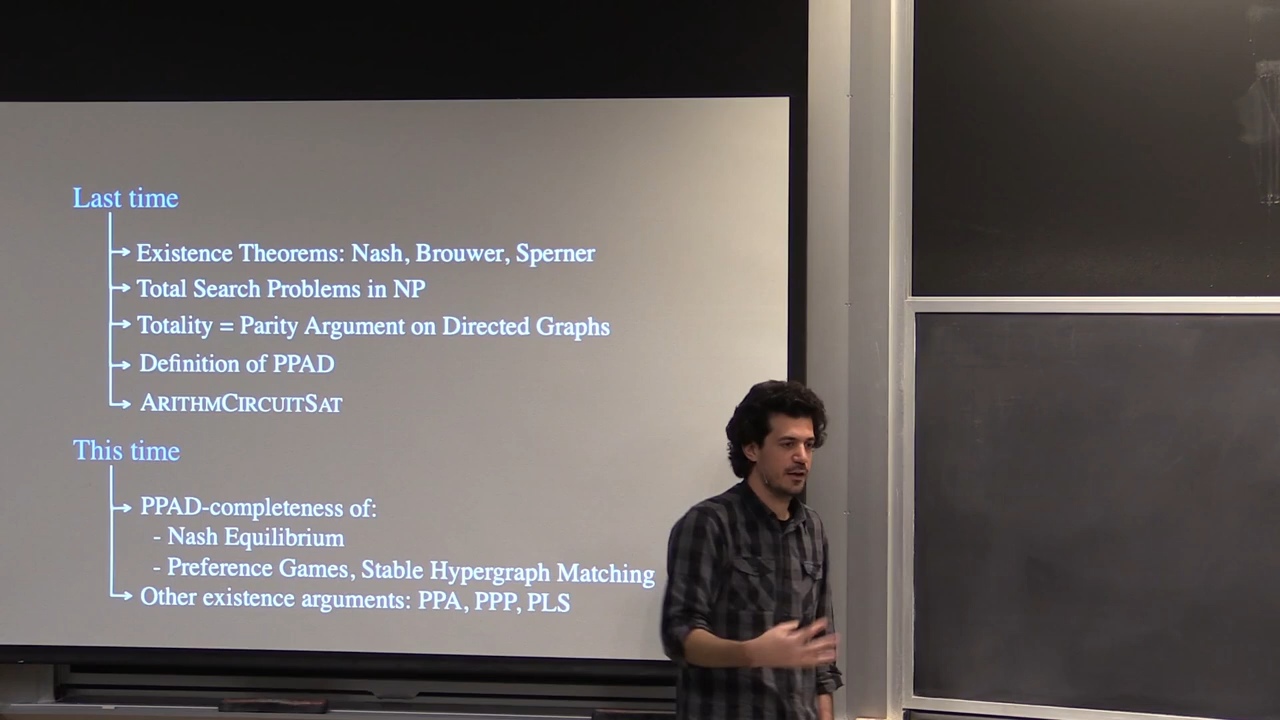 Last time
Existence Theorems: Nash, Brouwer, Sperner
Total Search Problems in NP
Totality = Parity Argument on Directed Graphs
Definition of PPAD
ARITHMCIRCUITSAT
This time
PPAD-completeness of:
- Nash Equilibrium
- Preference Games, Stable Hypergraph Matching
Other existence arguments: PPA, PPP, PLS